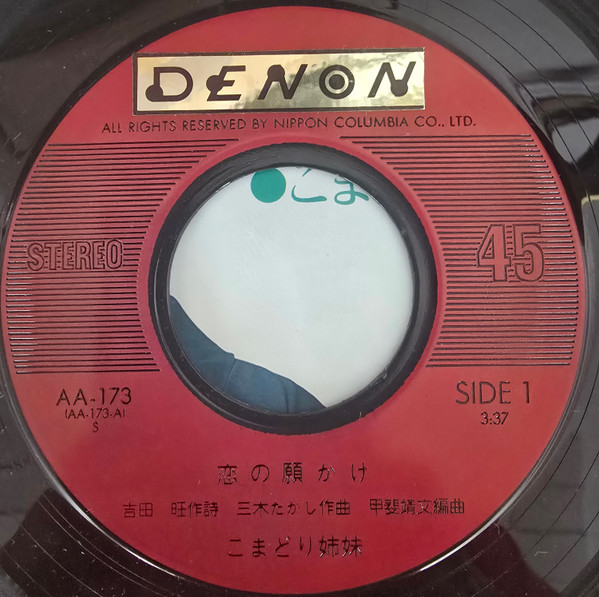 DENON
ALL RIGHTS RESERVED BY NIPPON COLUMBIA CO., LTD.
●こま
STEREO 45
AA-173 SIDE 1
(AA-173-A) 3:37
S
恋の願かけ
吉田 旺作詩 三木たかし作曲 甲斐靖文編曲
こまどり姉妹